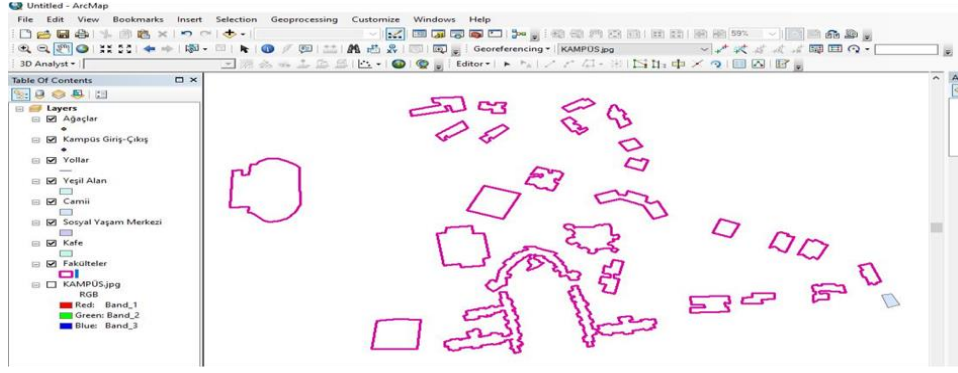 Untitled - ArcMap
File Edit View Bookmarks Insert Selection Geoprocessing Customize Windows Help
59%
Georeferencing KAMPÜS.jpg
3D Analyst Editor
Table Of Contents
Layers
Ağaçlar
Kampüs Giriş-Çıkış
Yollar
Yeşil Alan
Camii
Sosyal Yaşam Merkezi
Kafe
Fakülteler
KAMPÜS.jpg
RGB
Red: Band_1
Green: Band_2
Blue: Band_3